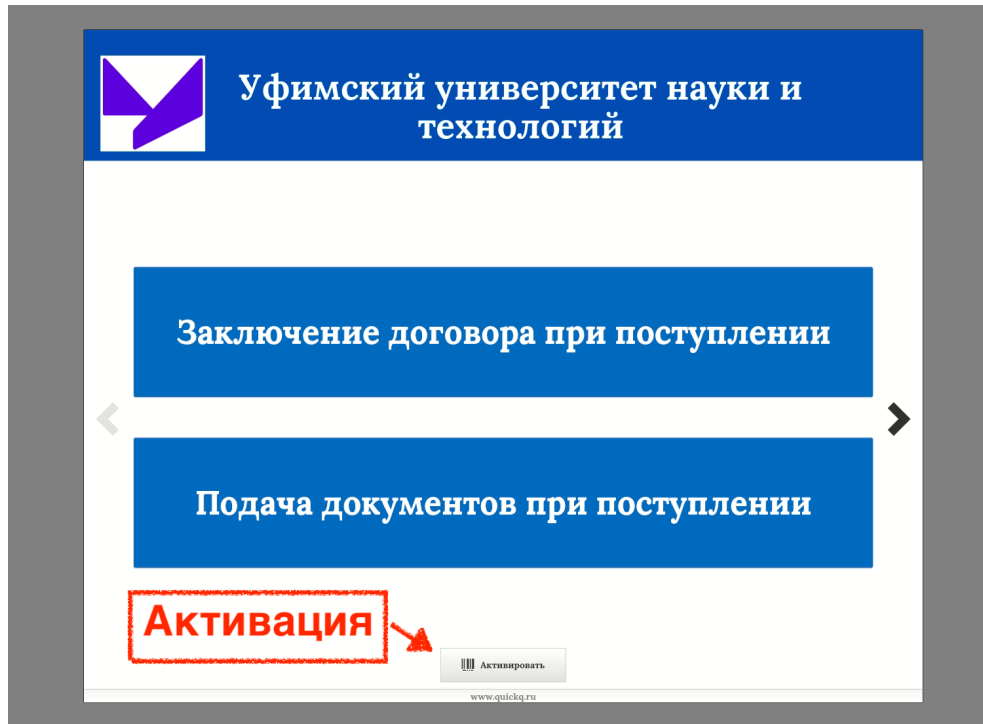 Уфимский университет науки и
технологий
Заключение договора при поступлении
Подача документов при поступлении
Активация
Активировать
www.quickq.ru